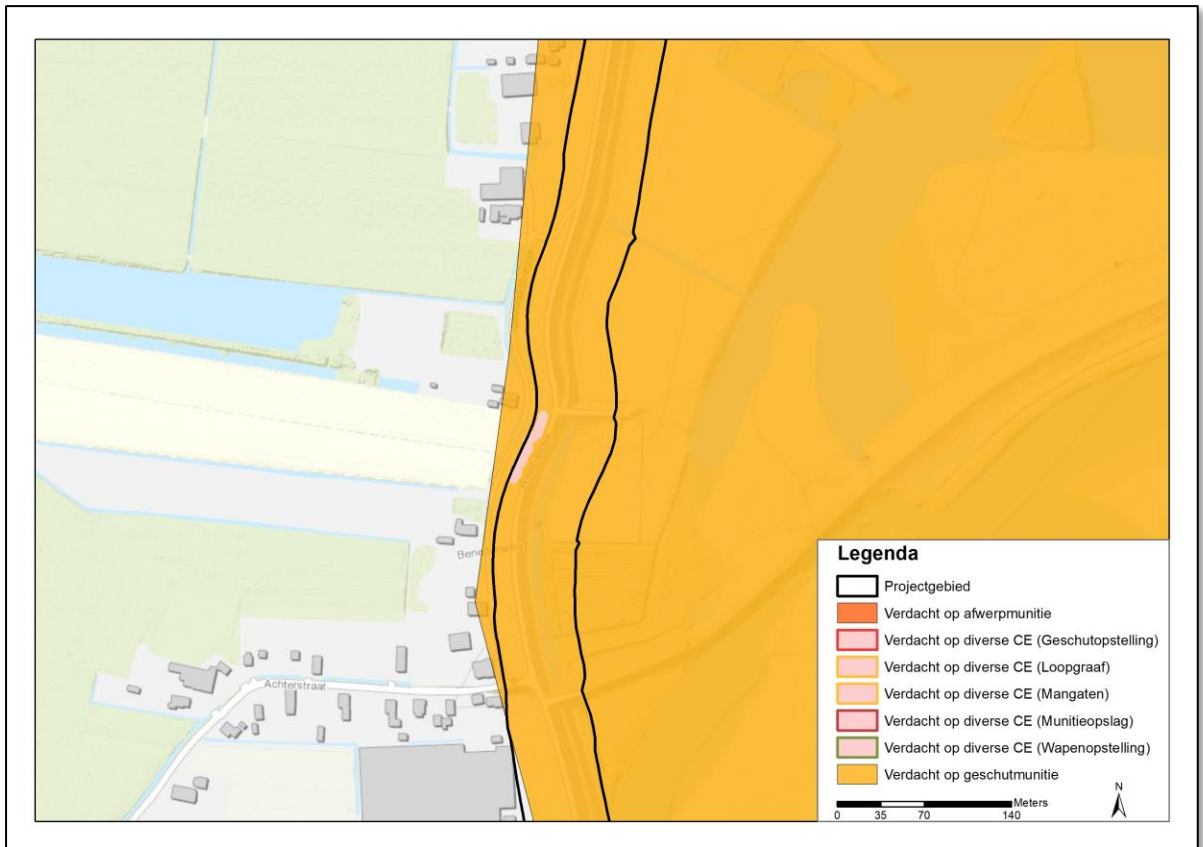 Achterstraat
Legenda
Projectgebied
Verdacht op afwerpmunitie
Verdacht op diverse CE (Geschutopstelling)
Verdacht op diverse CE (Loopgraaf)
Verdacht op diverse CE (Mangaten)
Verdacht op diverse CE (Munitieopslag)
Verdacht op diverse CE (Wapenopstelling)
Verdacht op geschutmunitie
N
Meters
0 35 70 140